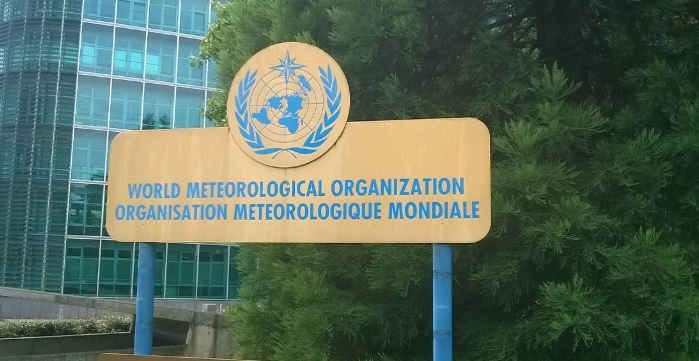 WORLD METEOROLOGICAL ORGANIZATION
ORGANISATION METEOROLOGIQUE MONDIALE